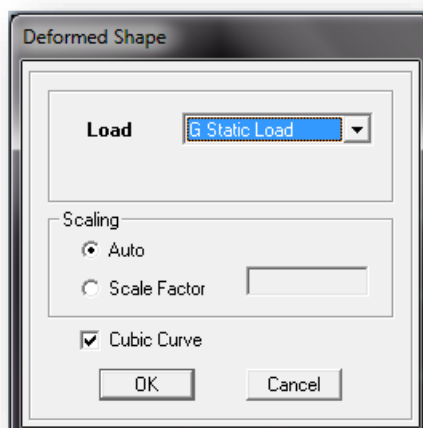 Deformed Shape
Load G Static Load
Scaling
Auto
Scale Factor
Cubic Curve
OK Cancel